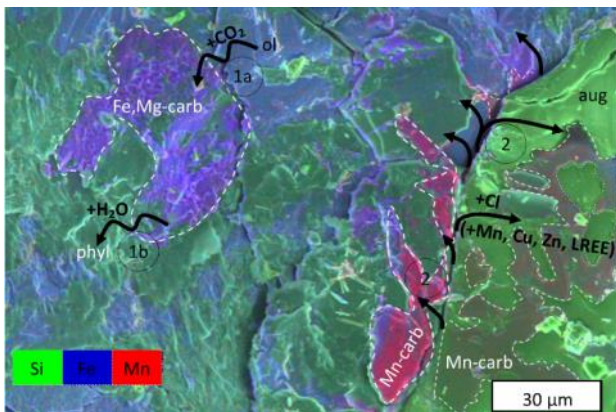 +CO₂
ol
1a
Fe,Mg-carb
aug
2
+H₂O
+Cl
(+Mn, Cu, Zn, LREE)
phyl
1b
2
Mn-carb
Mn-carb
Si
Fe
Mn
30 µm